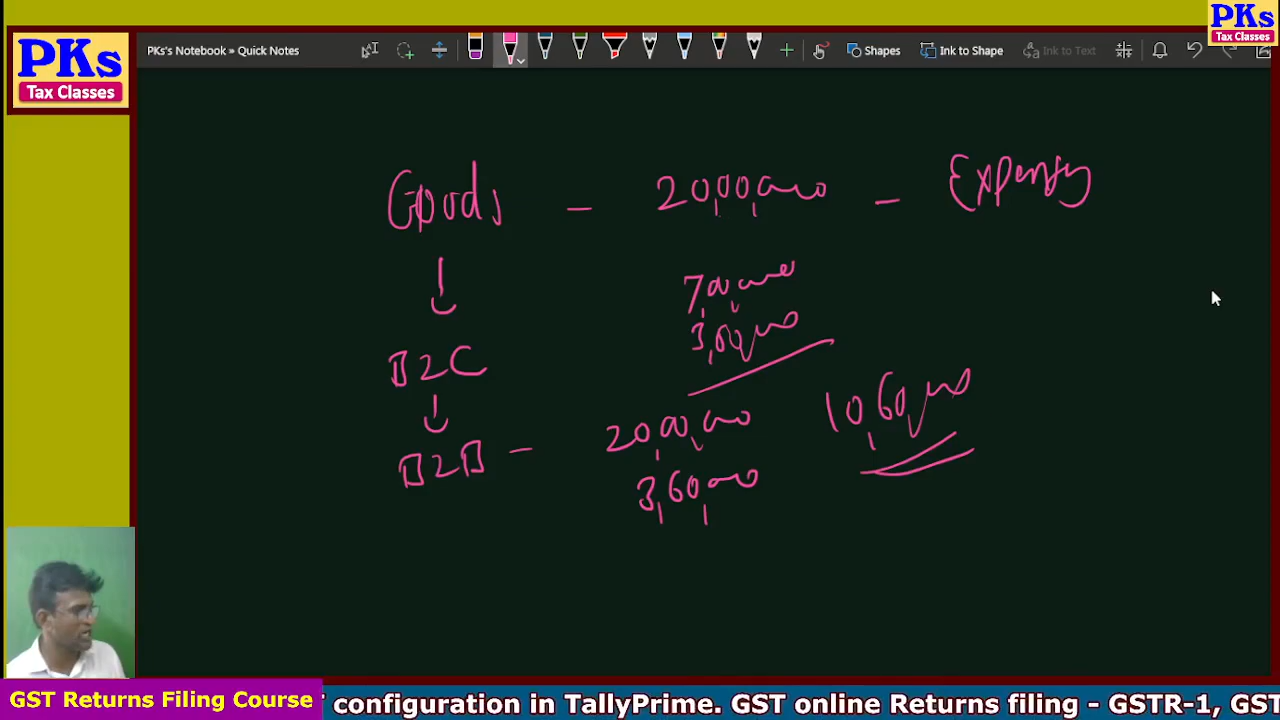 PKs
Tax Classes
PKs
Tax Classes
PKs's Notebook » Quick Notes
Shapes
Ink to Shape
Ink to Text
Goods - 20,00,000 - Expenses
7,00,000
3,60,000
B2C
10,60,000
B2B - 20,00,000
3,60,000
GST Returns Filing Course
configuration in TallyPrime. GST online Returns filing - GSTR-1, GST